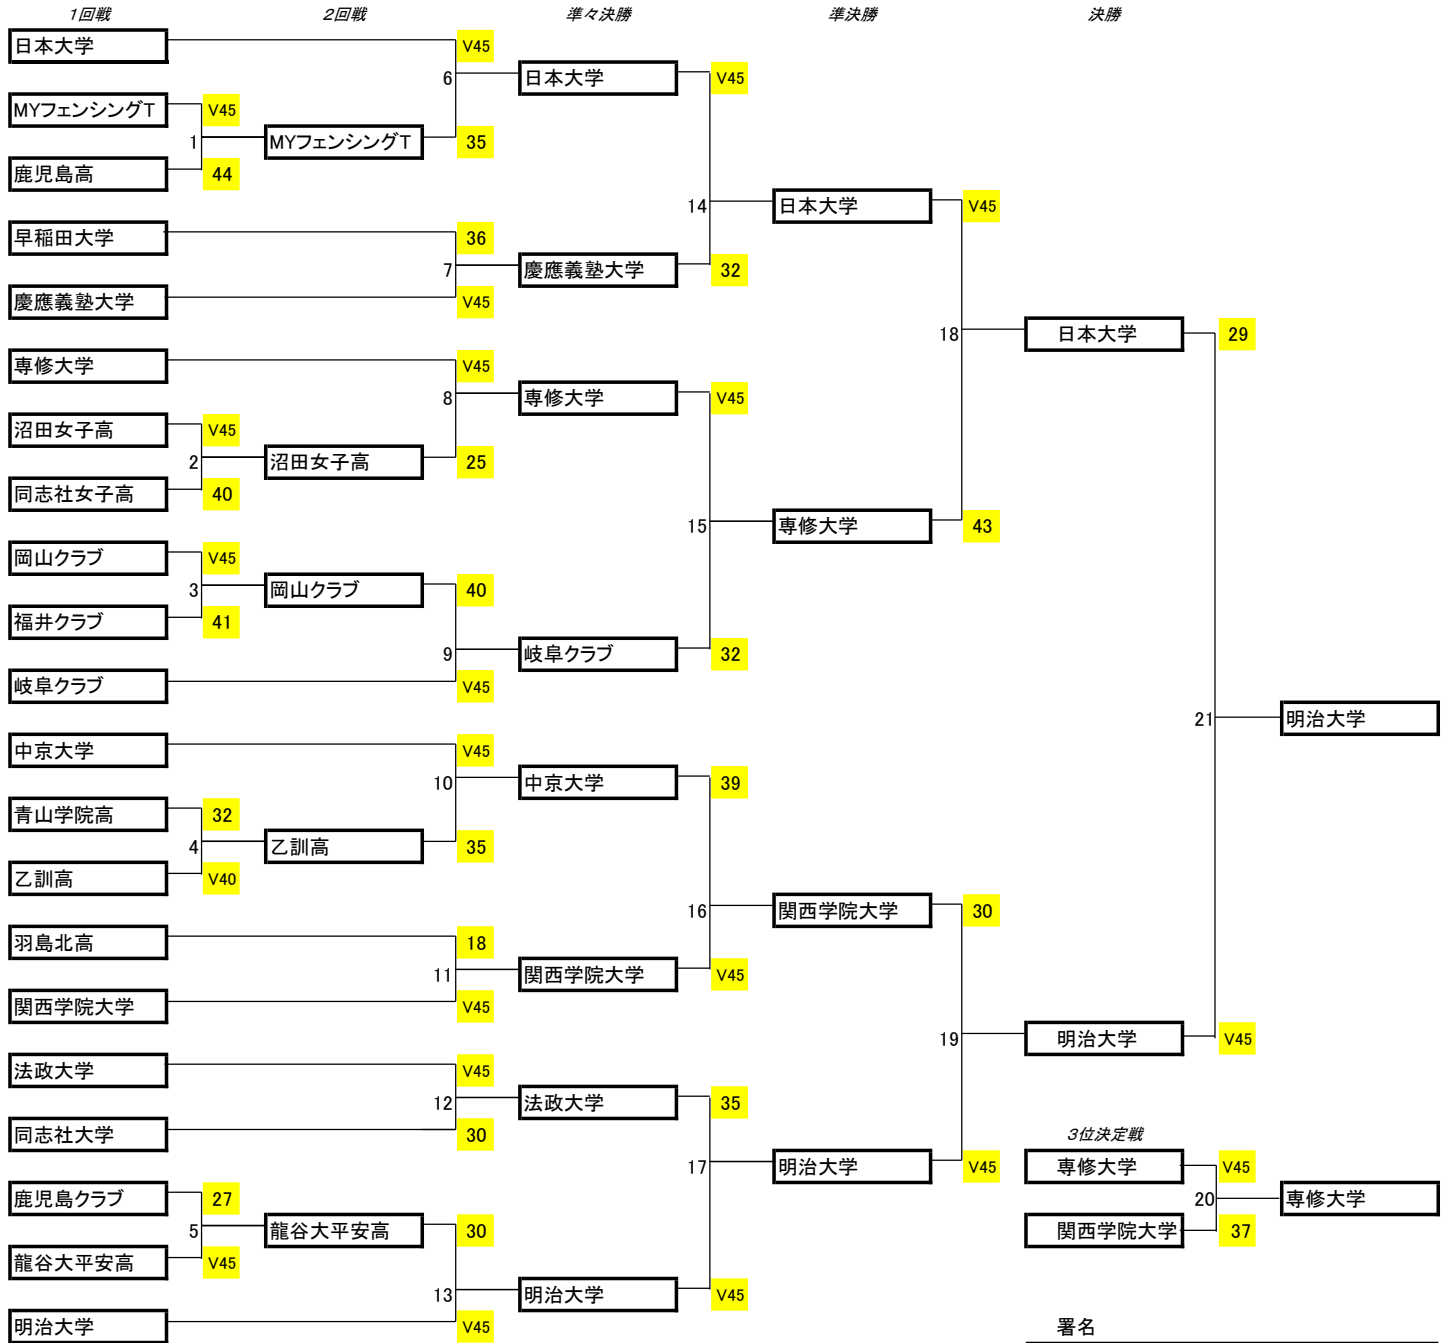 1回戦 2回戦 準々決勝 準決勝 決勝
日本大学 V45
6 日本大学 V45
MYフェンシングT V45
1 MYフェンシングT 35
鹿児島高 44
14 日本大学 V45
早稲田大学 36
7 慶應義塾大学 32
慶應義塾大学 V45
18 日本大学 29
専修大学 V45
8 専修大学 V45
沼田女子高 V45
2 沼田女子高 25
同志社女子高 40
15 専修大学 43
岡山クラブ V45
3 岡山クラブ 40
福井クラブ 41
9 岐阜クラブ 32
岐阜クラブ V45
21 明治大学
中京大学 V45
10 中京大学 39
青山学院高 32
4 乙訓高 35
乙訓高 V40
16 関西学院大学 30
羽島北高 18
11 関西学院大学 V45
関西学院大学 V45
19 明治大学 V45
法政大学 V45
12 法政大学 35
同志社大学 30
3位決定戦
17 明治大学 V45
専修大学 V45
鹿児島クラブ 27
20 専修大学
5 龍谷大平安高 30
関西学院大学 37
龍谷大平安高 V45
13 明治大学 V45
明治大学 V45
署名